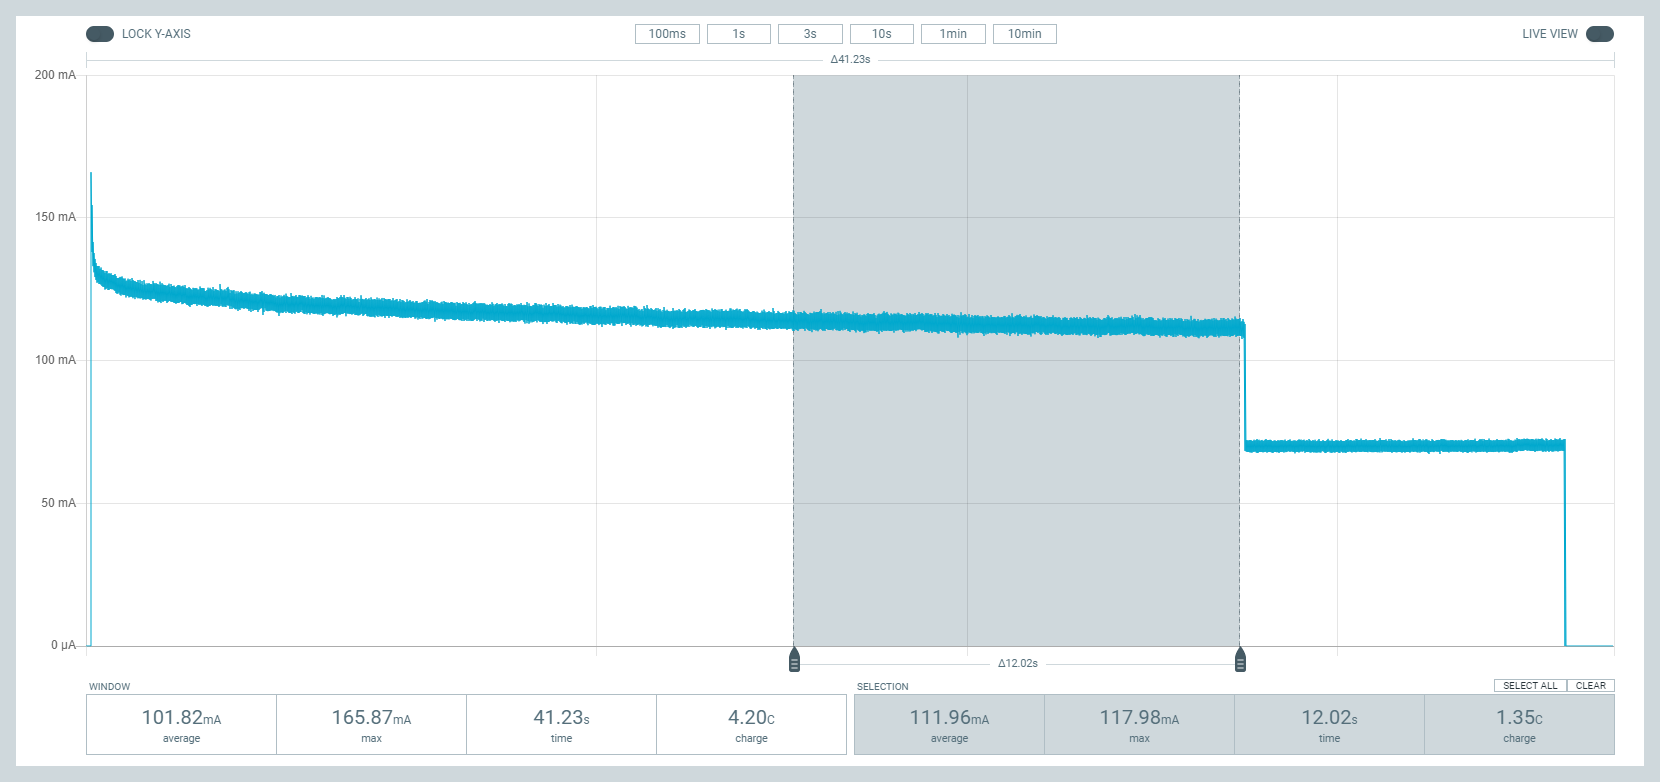 LOCK Y-AXIS
100ms 1s 3s 10s 1min 10min
LIVE VIEW
Δ41.23s
200 mA
150 mA
100 mA
50 mA
0 µA
Δ12.02s
WINDOW
101.82mA
average
165.87mA
max
41.23s
time
4.20C
charge
SELECTION
SELECT ALL CLEAR
111.96mA
average
117.98mA
max
12.02s
time
1.35C
charge